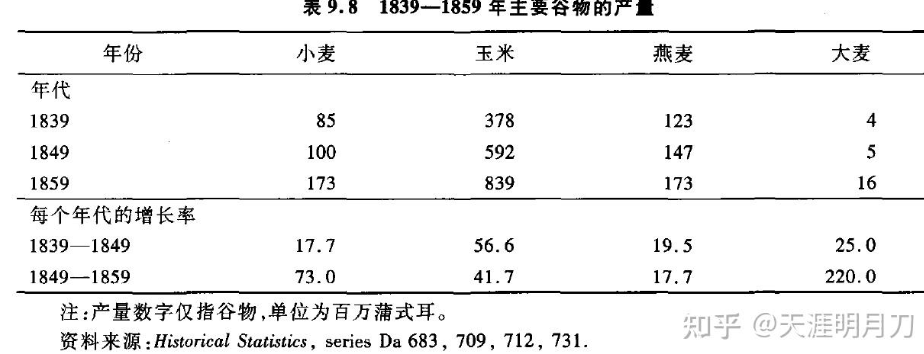 表 9.8 1839—1859 年主要谷物的产量
年份 小麦 玉米 燕麦 大麦
年代
1839 85 378 123 4
1849 100 592 147 5
1859 173 839 173 16
每个年代的增长率
1839—1849 17.7 56.6 19.5 25.0
1849—1859 73.0 41.7 17.7 220.0
注:产量数字仅指谷物,单位为百万蒲式耳。
资料来源:Historical Statistics, series Da 683, 709, 712, 731.
知乎 @天涯明月刀